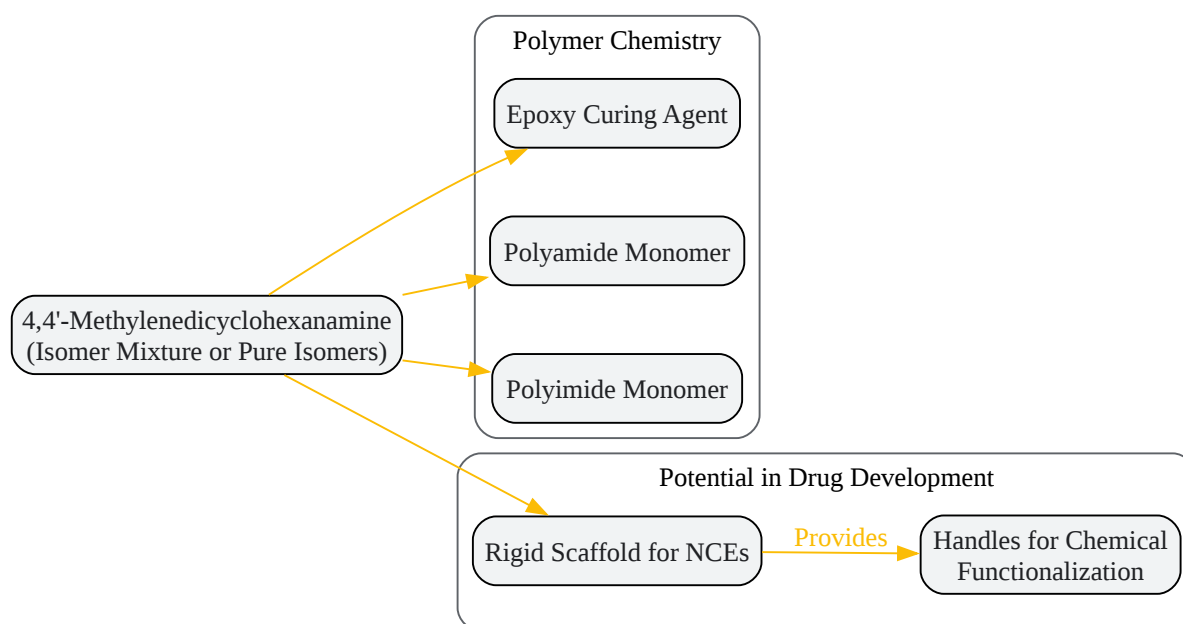 Polymer Chemistry
Epoxy Curing Agent
Polyamide Monomer
4,4'-Methylenedicyclohexanamine
(Isomer Mixture or Pure Isomers)
Polyimide Monomer
Potential in Drug Development
Rigid Scaffold for NCEs
Provides
Handles for Chemical
Functionalization